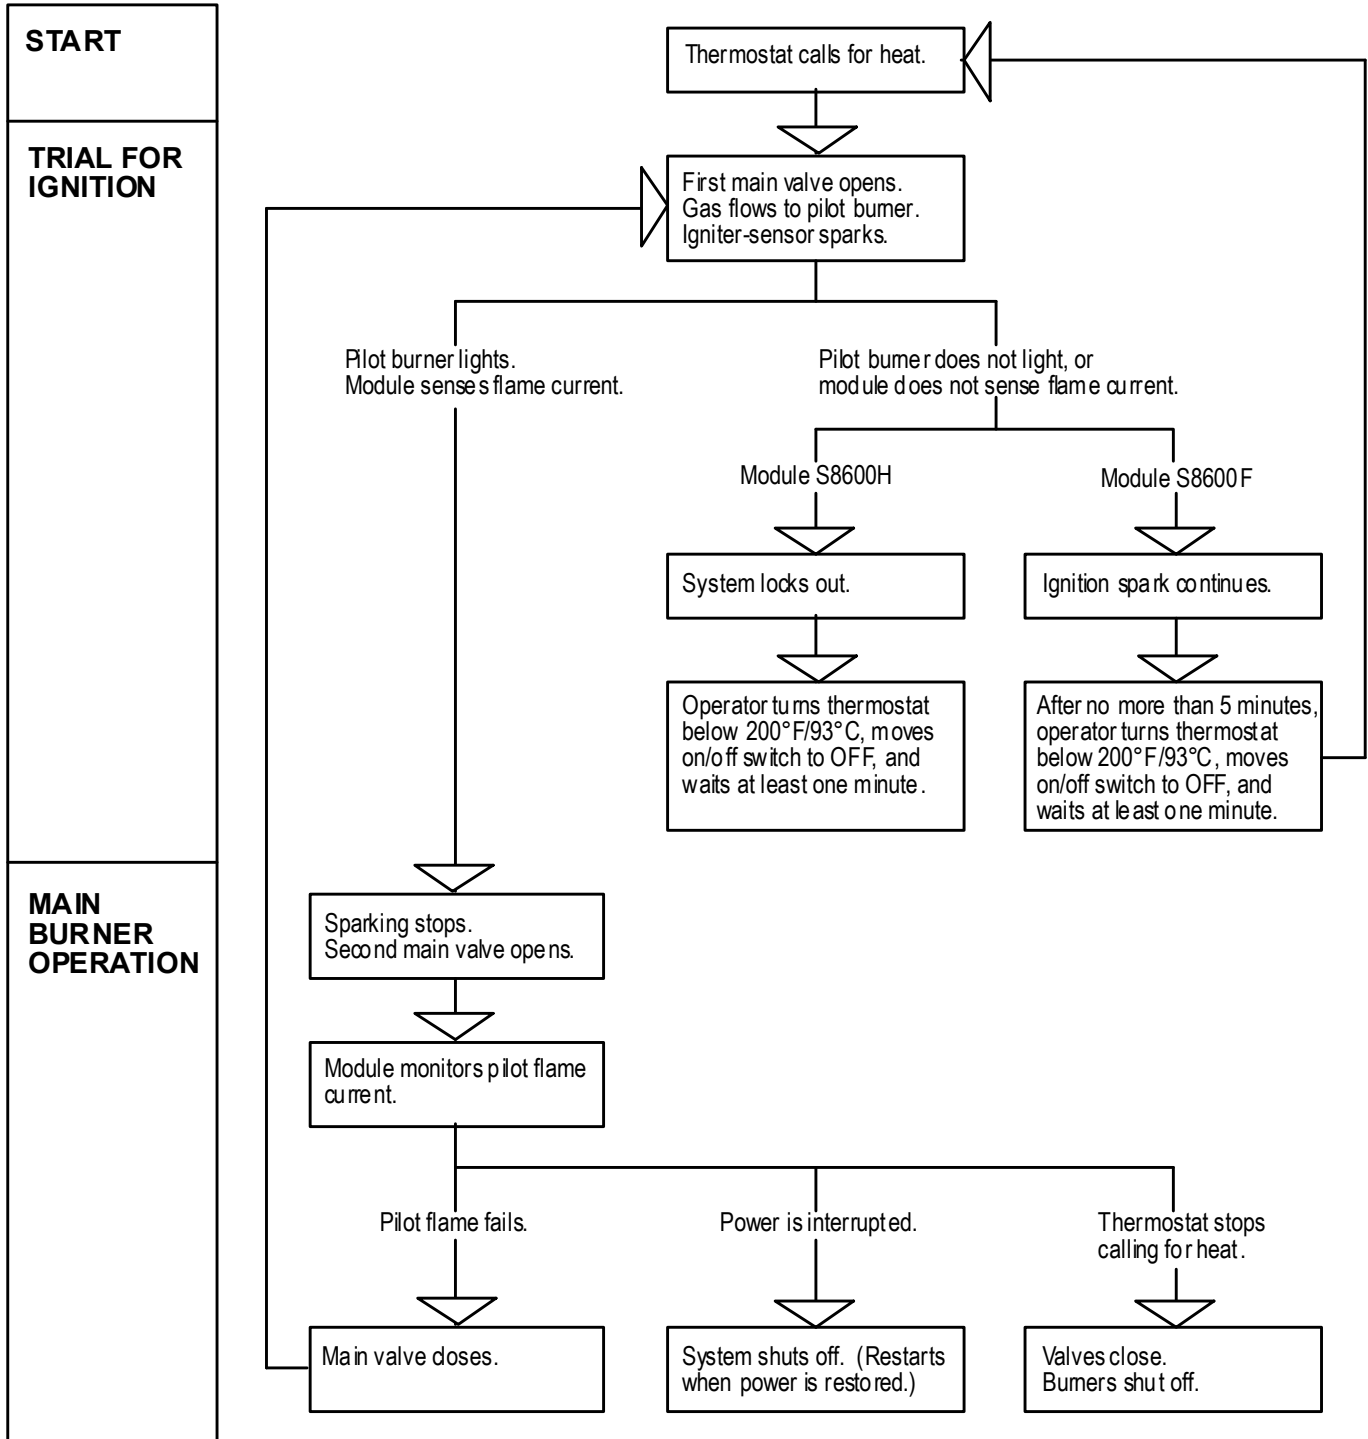 START
Thermostat calls for heat.
TRIAL FOR
IGNITION
First main valve opens.
Gas flows to pilot burner.
Igniter-sensor sparks.
Pilot burner lights.
Module senses flame current.
Pilot burner does not light, or
module does not sense flame current.
Module S8600H
Module S8600F
System locks out.
Ignition spark continues.
Operator turns thermostat
below 200°F/93°C, moves
on/off switch to OFF, and
waits at least one minute.
After no more than 5 minutes,
operator turns thermostat
below 200°F/93°C, moves
on/off switch to OFF, and
waits at least one minute.
MAIN
BURNER
OPERATION
Sparking stops.
Second main valve opens.
Module monitors pilot flame
current.
Pilot flame fails.
Power is interrupted.
Thermostat stops
calling for heat.
Main valve closes.
System shuts off. (Restarts
when power is restored.)
Valves close.
Burners shut off.